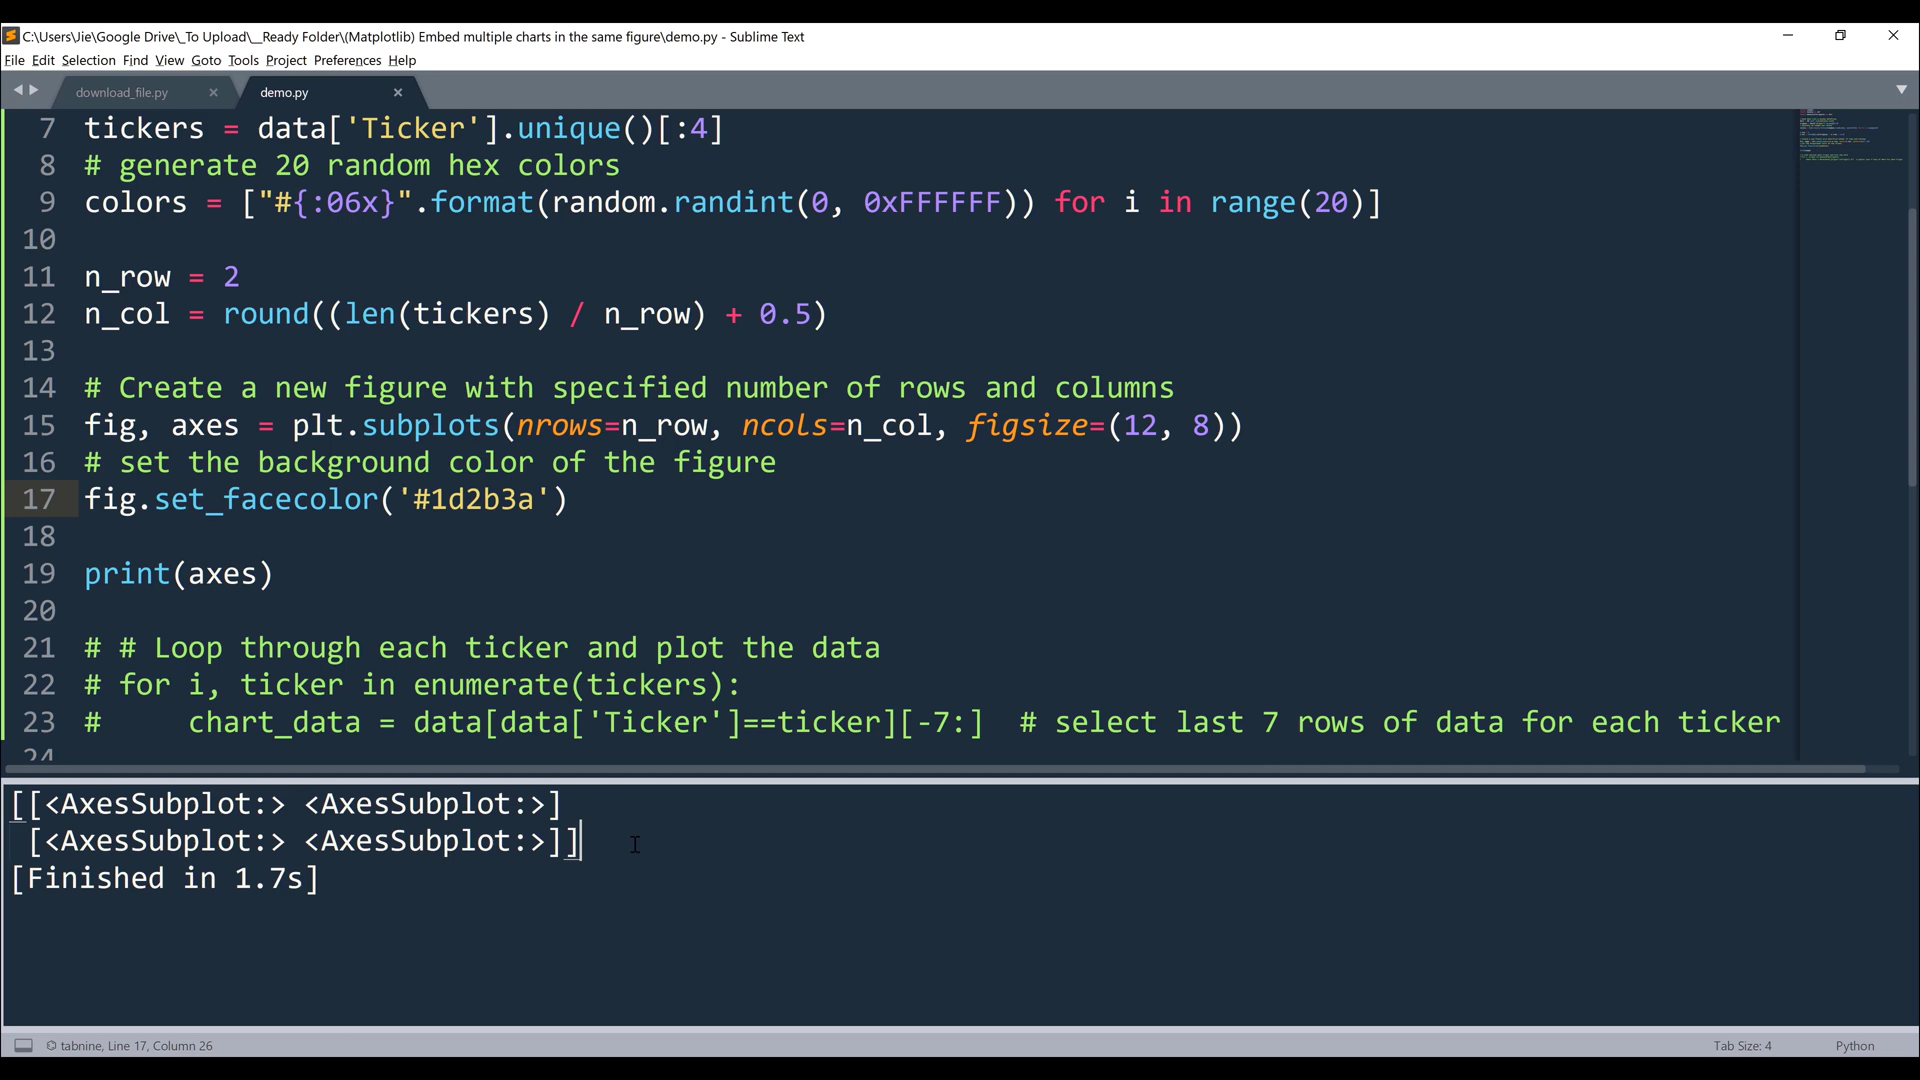 C:\Users\Jie\Google Drive\_To Upload\__Ready Folder\(Matplotlib) Embed multiple charts in the same figure\demo.py - Sublime Text
File Edit Selection Find View Goto Tools Project Preferences Help
download_file.py demo.py
7 tickers = data['Ticker'].unique()[:4]
8 # generate 20 random hex colors
9 colors = ["#{:06x}".format(random.randint(0, 0xFFFFFF)) for i in range(20)]
10
11 n_row = 2
12 n_col = round((len(tickers) / n_row) + 0.5)
13
14 # Create a new figure with specified number of rows and columns
15 fig, axes = plt.subplots(nrows=n_row, ncols=n_col, figsize=(12, 8))
16 # set the background color of the figure
17 fig.set_facecolor('#1d2b3a')
18
19 print(axes)
20
21 # # Loop through each ticker and plot the data
22 # for i, ticker in enumerate(tickers):
23 #     chart_data = data[data['Ticker']==ticker][-7:]  # select last 7 rows of data for each ticker
24
[[<AxesSubplot:> <AxesSubplot:>]
 [<AxesSubplot:> <AxesSubplot:>]]
[Finished in 1.7s]
tabnine, Line 17, Column 26 Tab Size: 4 Python